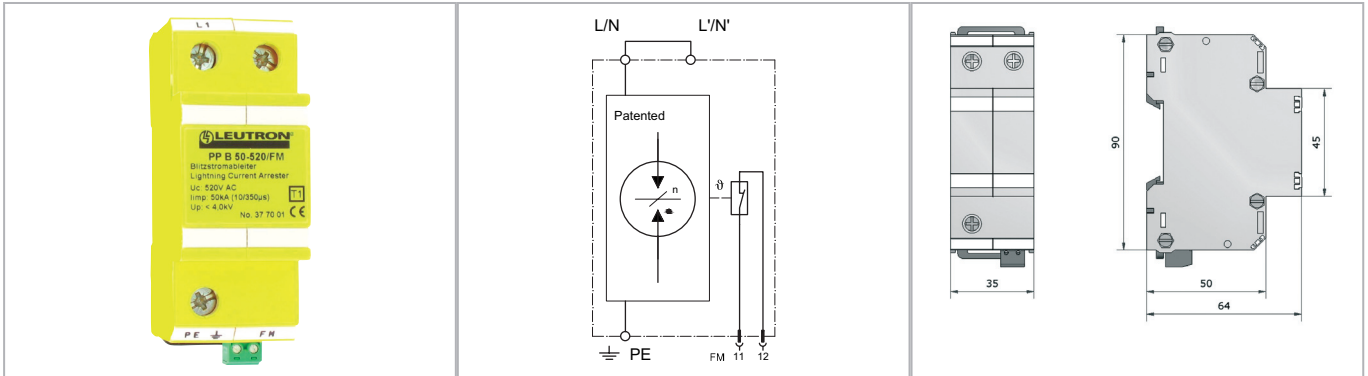 L1
LEUTRON®
PP B 50-520/FM
Blitzstromableiter
Lightning Current Arrester
Uc: 520V AC
Iimp: 50kA (10/350µs)
Up: < 4.0kV
T1
No. 37 70 01 CE
PE FM
L/N L'/N'
Patented
n
ϑ
PE
FM 11 12
90
45
35
50
64